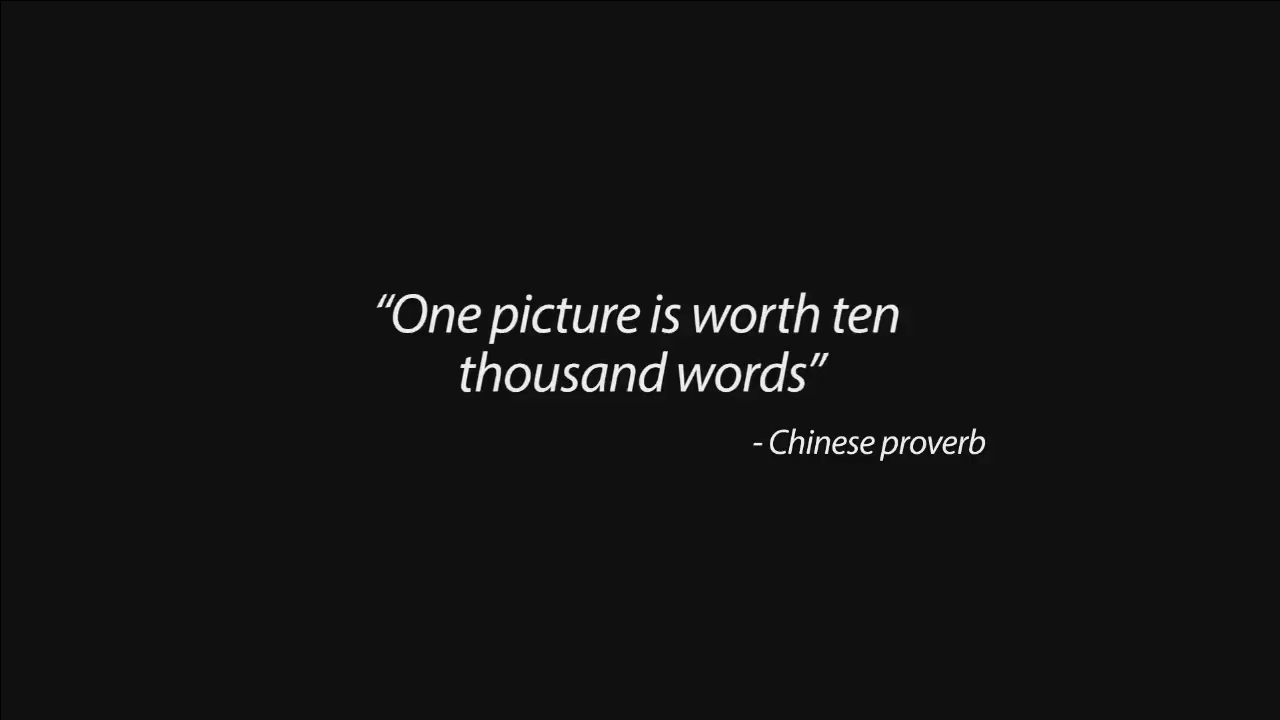 “One picture is worth ten
thousand words”
- Chinese proverb